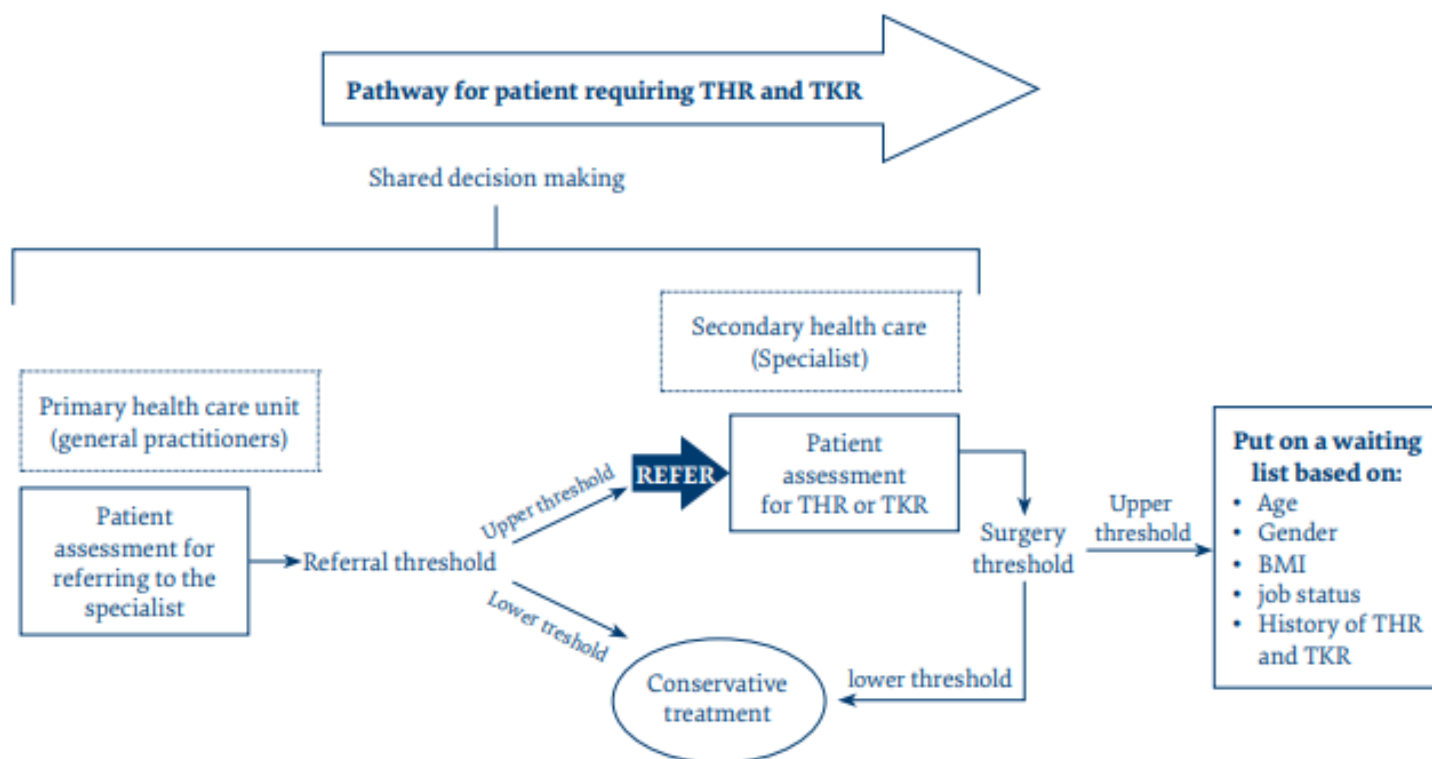 Pathway for patient requiring THR and TKR
Shared decision making
Secondary health care
(Specialist)
Primary health care unit
(general practitioners)
Patient
assessment for
referring to the
specialist
Referral threshold
Upper threshold
Lower treshold
REFER
Patient
assessment
for THR or TKR
Conservative
treatment
Surgery
threshold
lower threshold
Upper
threshold
Put on a waiting
list based on:
• Age
• Gender
• BMI
• job status
• History of THR
and TKR